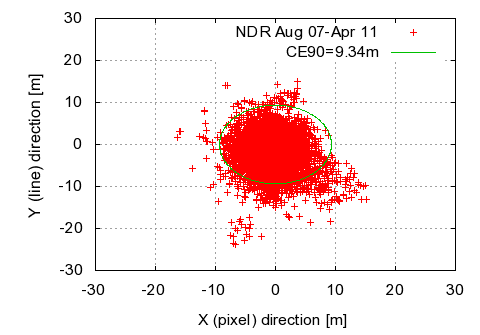 NDR Aug 07-Apr 11
CE90=9.34m
30
20
10
0
-10
-20
-30
Y (line) direction [m]
-30 -20 -10 0 10 20 30
X (pixel) direction [m]